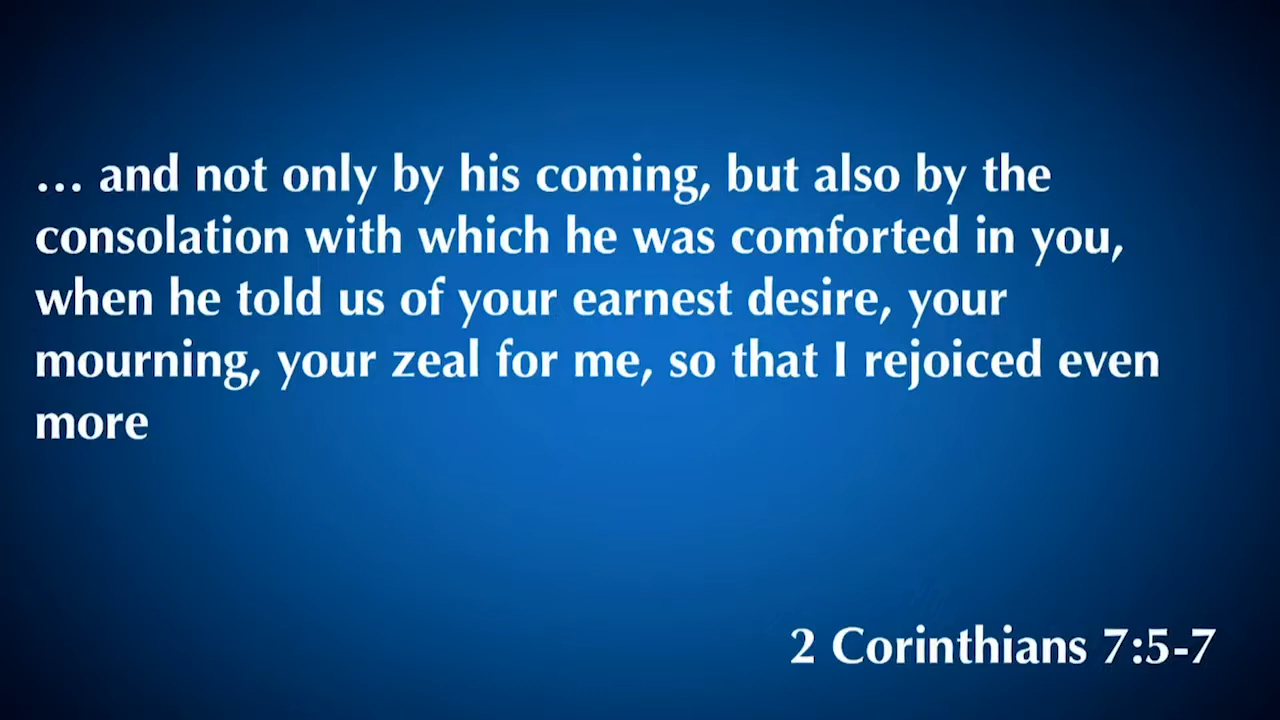 … and not only by his coming, but also by the
consolation with which he was comforted in you,
when he told us of your earnest desire, your
mourning, your zeal for me, so that I rejoiced even
more
2 Corinthians 7:5-7